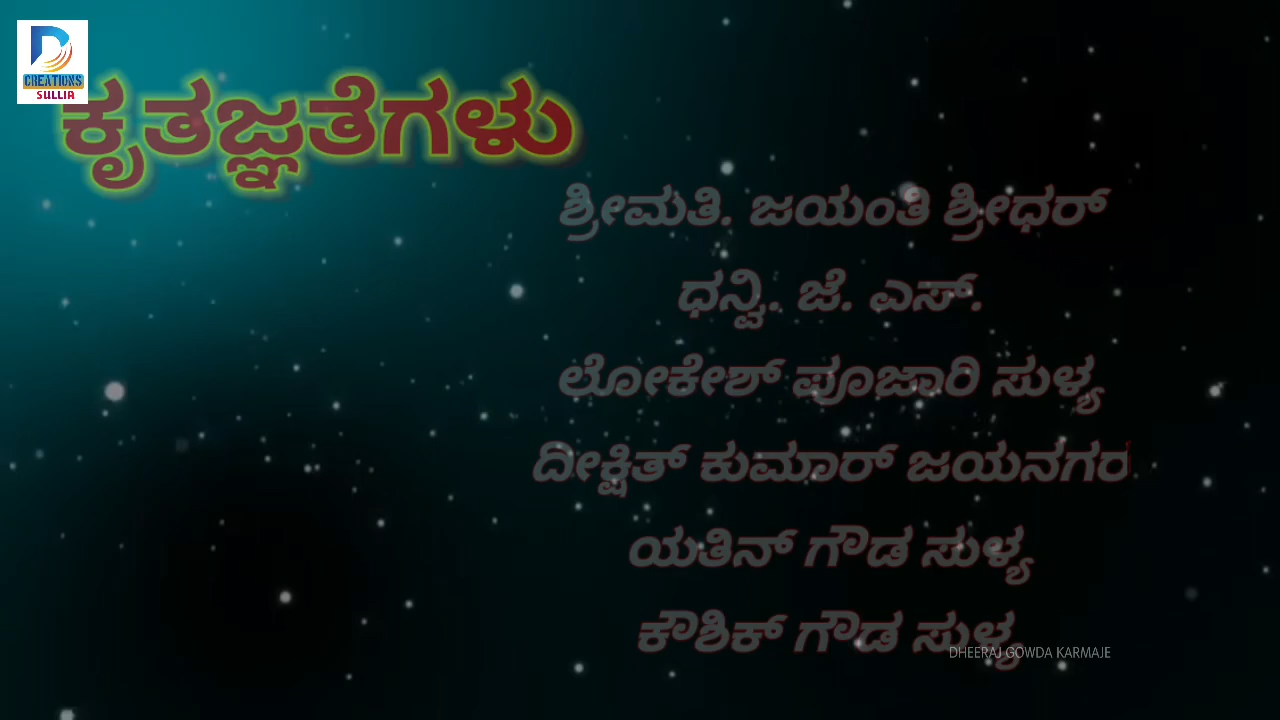 D
CREATIONS
SULLIA
ಕೃತಜ್ಞತೆಗಳು
ಶ್ರೀಮತಿ. ಜಯಂತಿ ಶ್ರೀಧರ್
ಧನ್ವಿ. ಜೆ. ಎಸ್.
ಲೋಕೇಶ್ ಪೂಜಾರಿ ಸುಳ್ಯ
ದೀಕ್ಷಿತ್ ಕುಮಾರ್ ಜಯನಗರ
ಯತಿನ್ ಗೌಡ ಸುಳ್ಯ
ಕೌಶಿಕ್ ಗೌಡ ಸುಳ್ಯ
DHEERAJ GOWDA KARMAJE